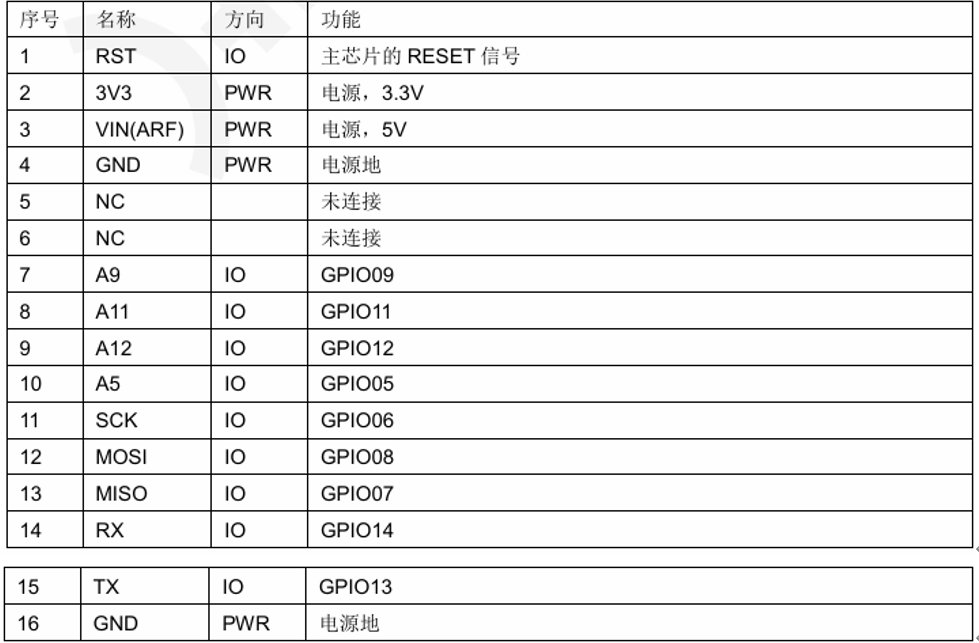 序号 名称 方向 功能
1 RST IO 主芯片的 RESET 信号
2 3V3 PWR 电源，3.3V
3 VIN(ARF) PWR 电源，5V
4 GND PWR 电源地
5 NC 未连接
6 NC 未连接
7 A9 IO GPIO09
8 A11 IO GPIO11
9 A12 IO GPIO12
10 A5 IO GPIO05
11 SCK IO GPIO06
12 MOSI IO GPIO08
13 MISO IO GPIO07
14 RX IO GPIO14
15 TX IO GPIO13
16 GND PWR 电源地